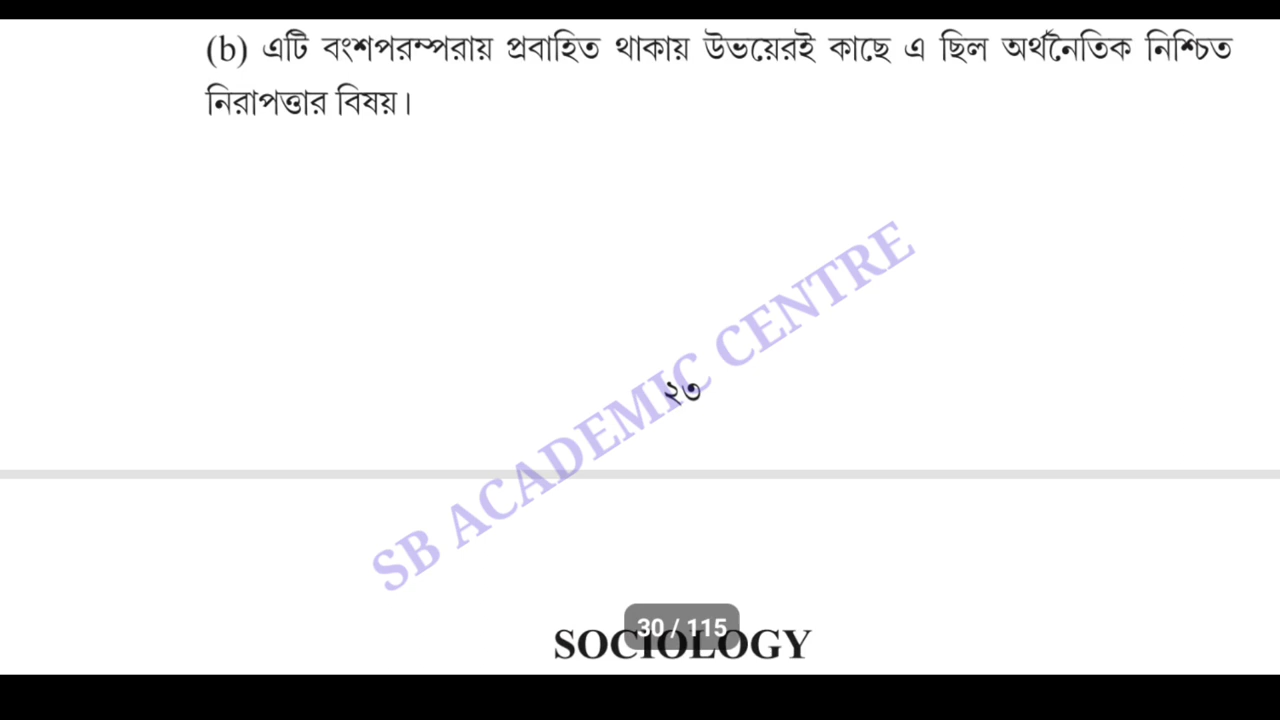 (b) এটি বংশপরম্পরায় প্রবাহিত থাকায় উভয়েরই কাছে এ ছিল অর্থনৈতিক নিশ্চিত
নিরাপত্তার বিষয়।
SB ACADEMIC CENTRE
২৩
30 / 115
SOCIOLOGY